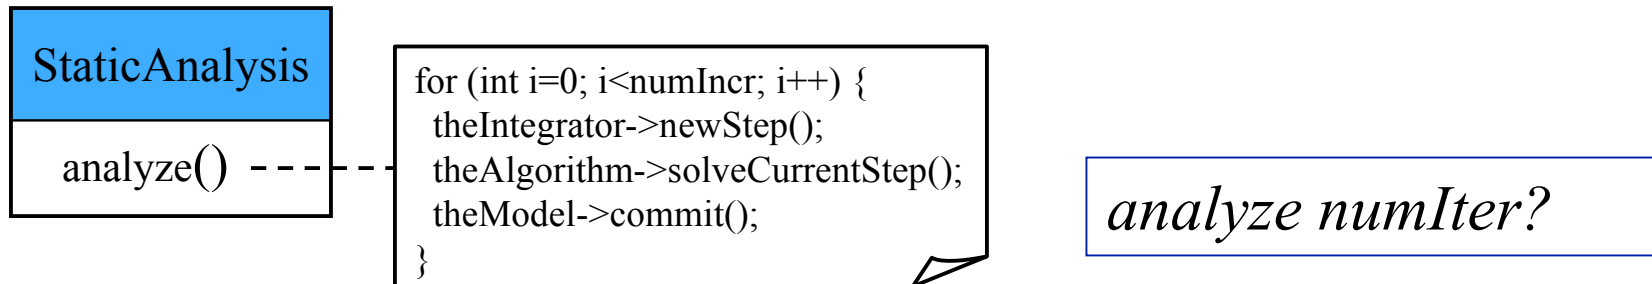 StaticAnalysis
analyze()
for (int i=0; i<numIncr; i++) {
theIntegrator->newStep();
theAlgorithm->solveCurrentStep();
theModel->commit();
}
analyze numIter?